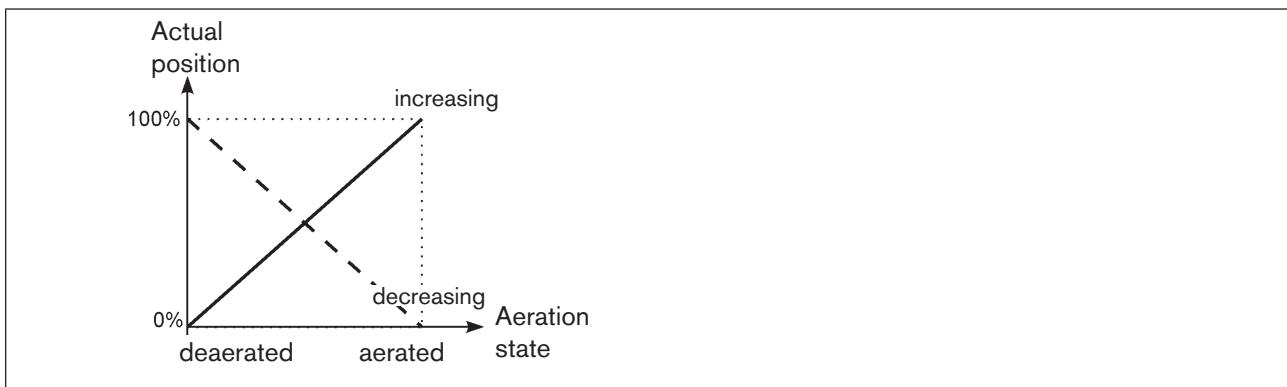 Actual
position
increasing
100%
decreasing
0%
Aeration
state
deaerated
aerated